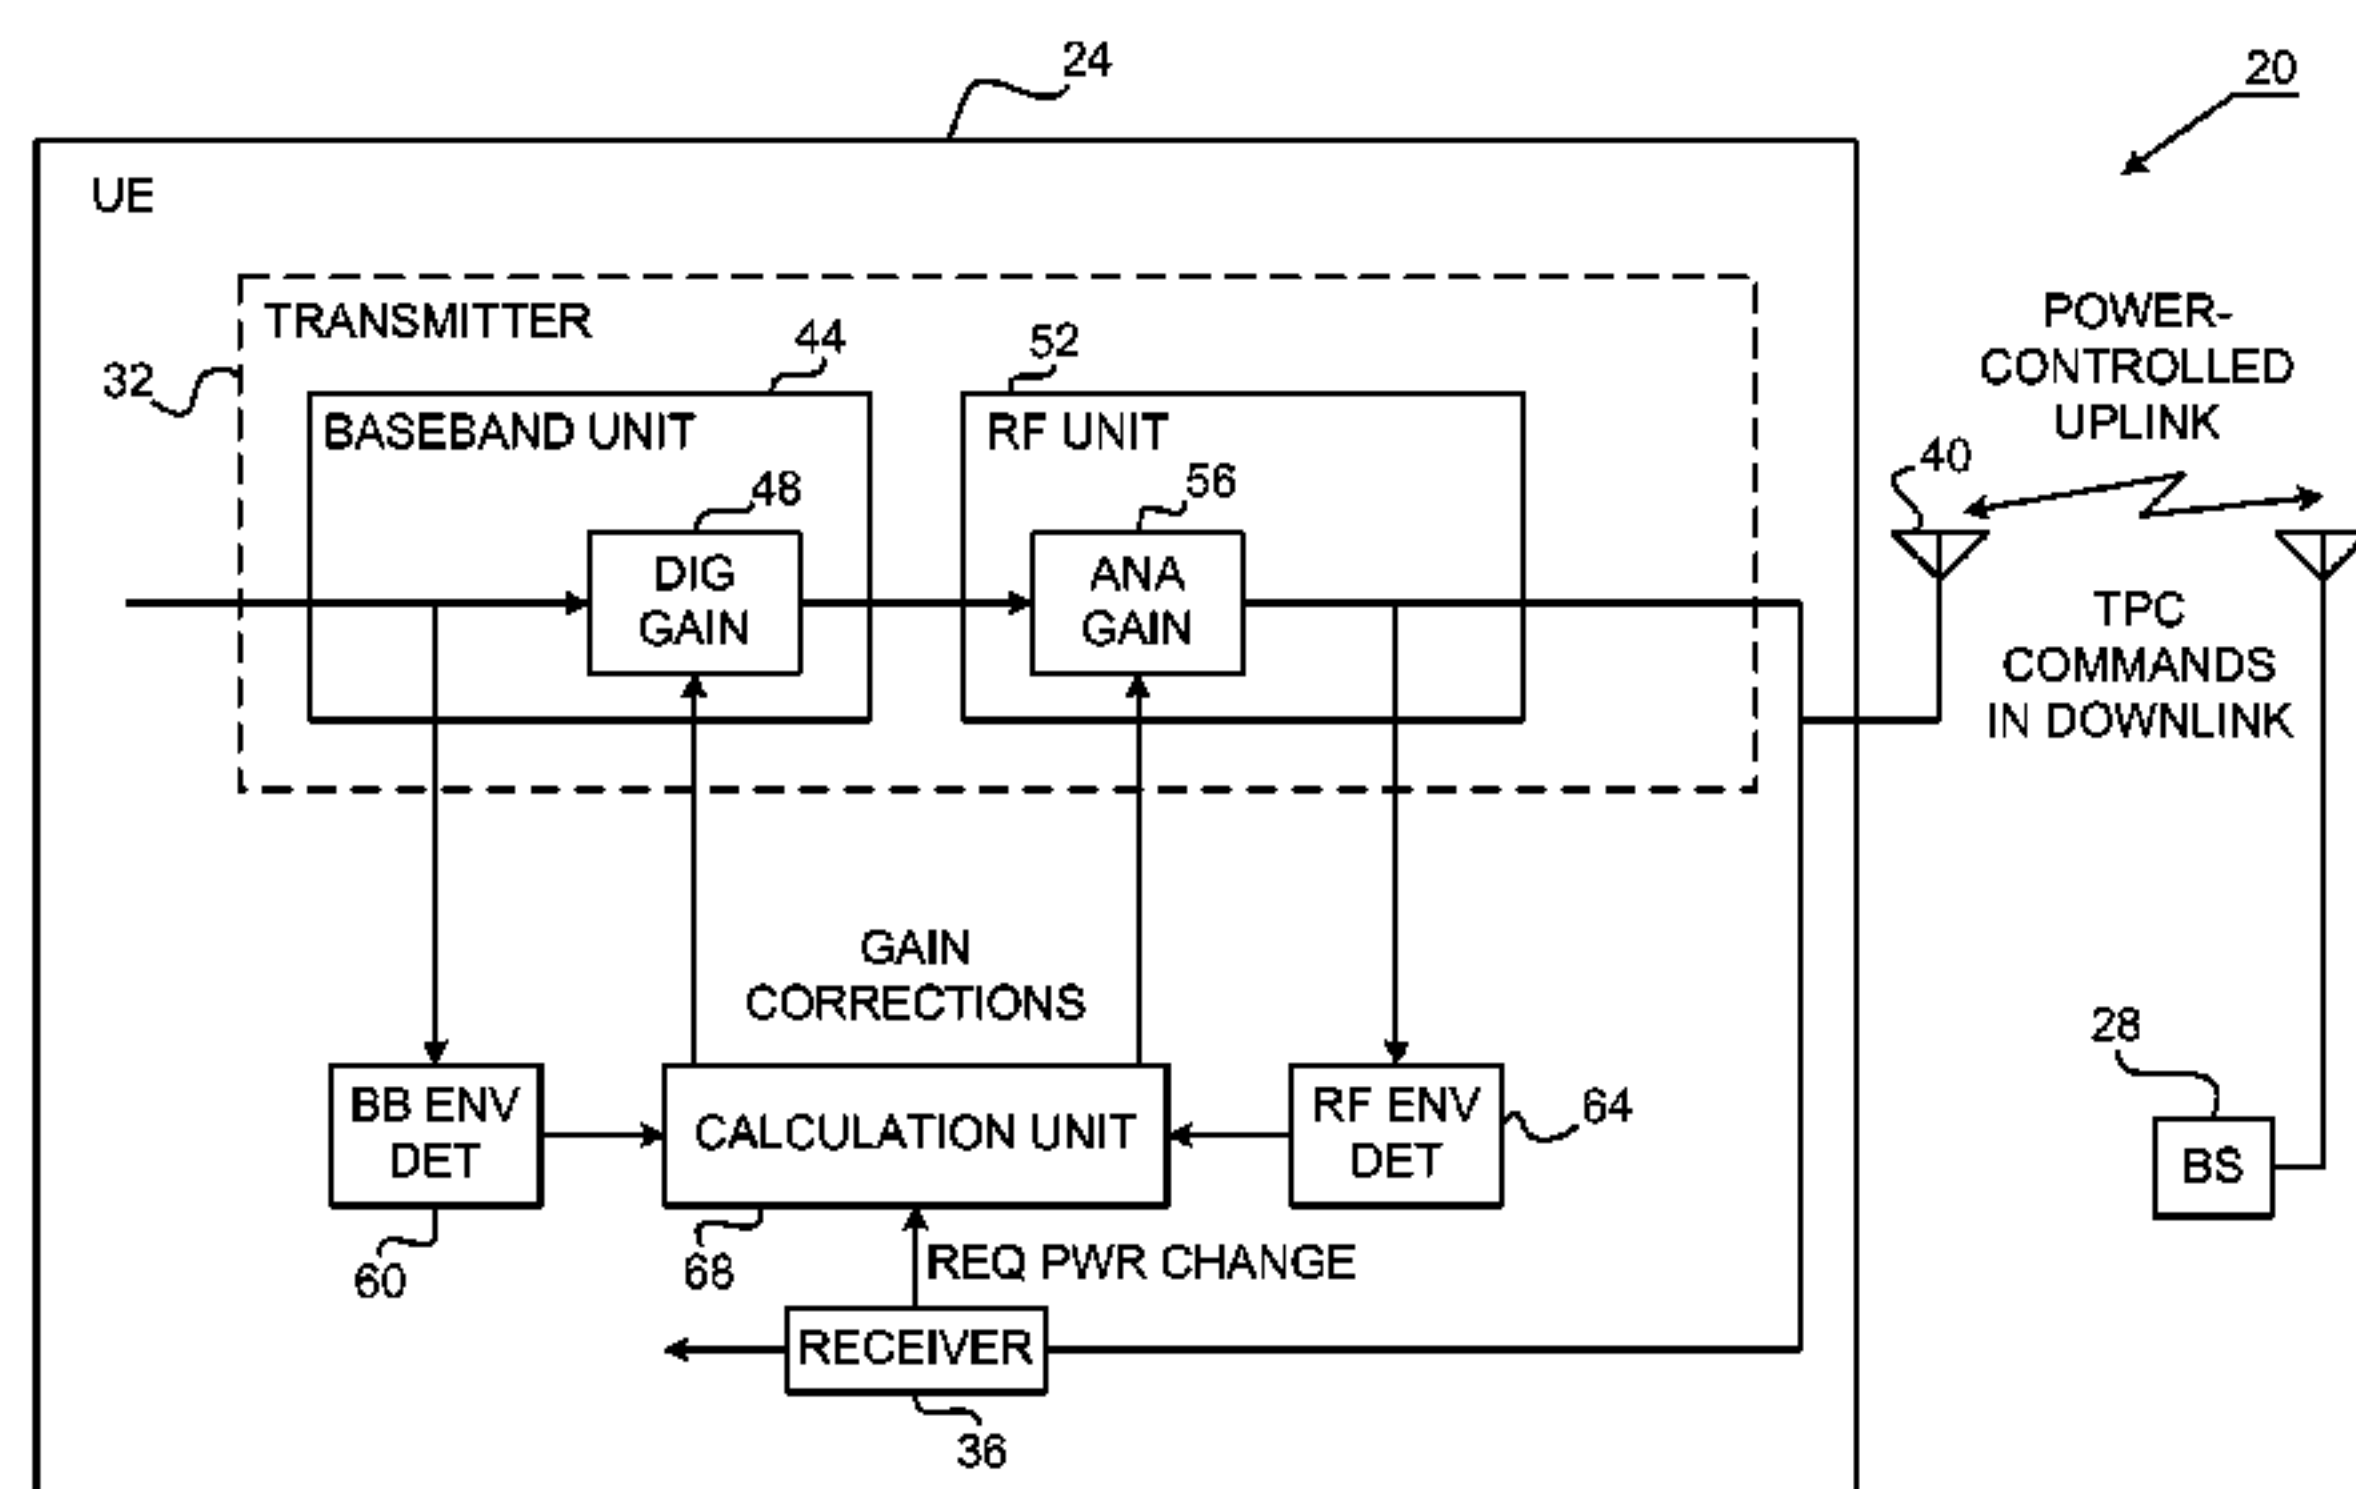 24
20
UE
TRANSMITTER
32
44
52
POWER-
CONTROLLED
UPLINK
BASEBAND UNIT
RF UNIT
48
56
40
DIG
GAIN
ANA
GAIN
TPC
COMMANDS
IN DOWNLINK
GAIN
CORRECTIONS
28
BB ENV
DET
CALCULATION UNIT
RF ENV
DET
64
BS
60
68
REQ PWR CHANGE
RECEIVER
36